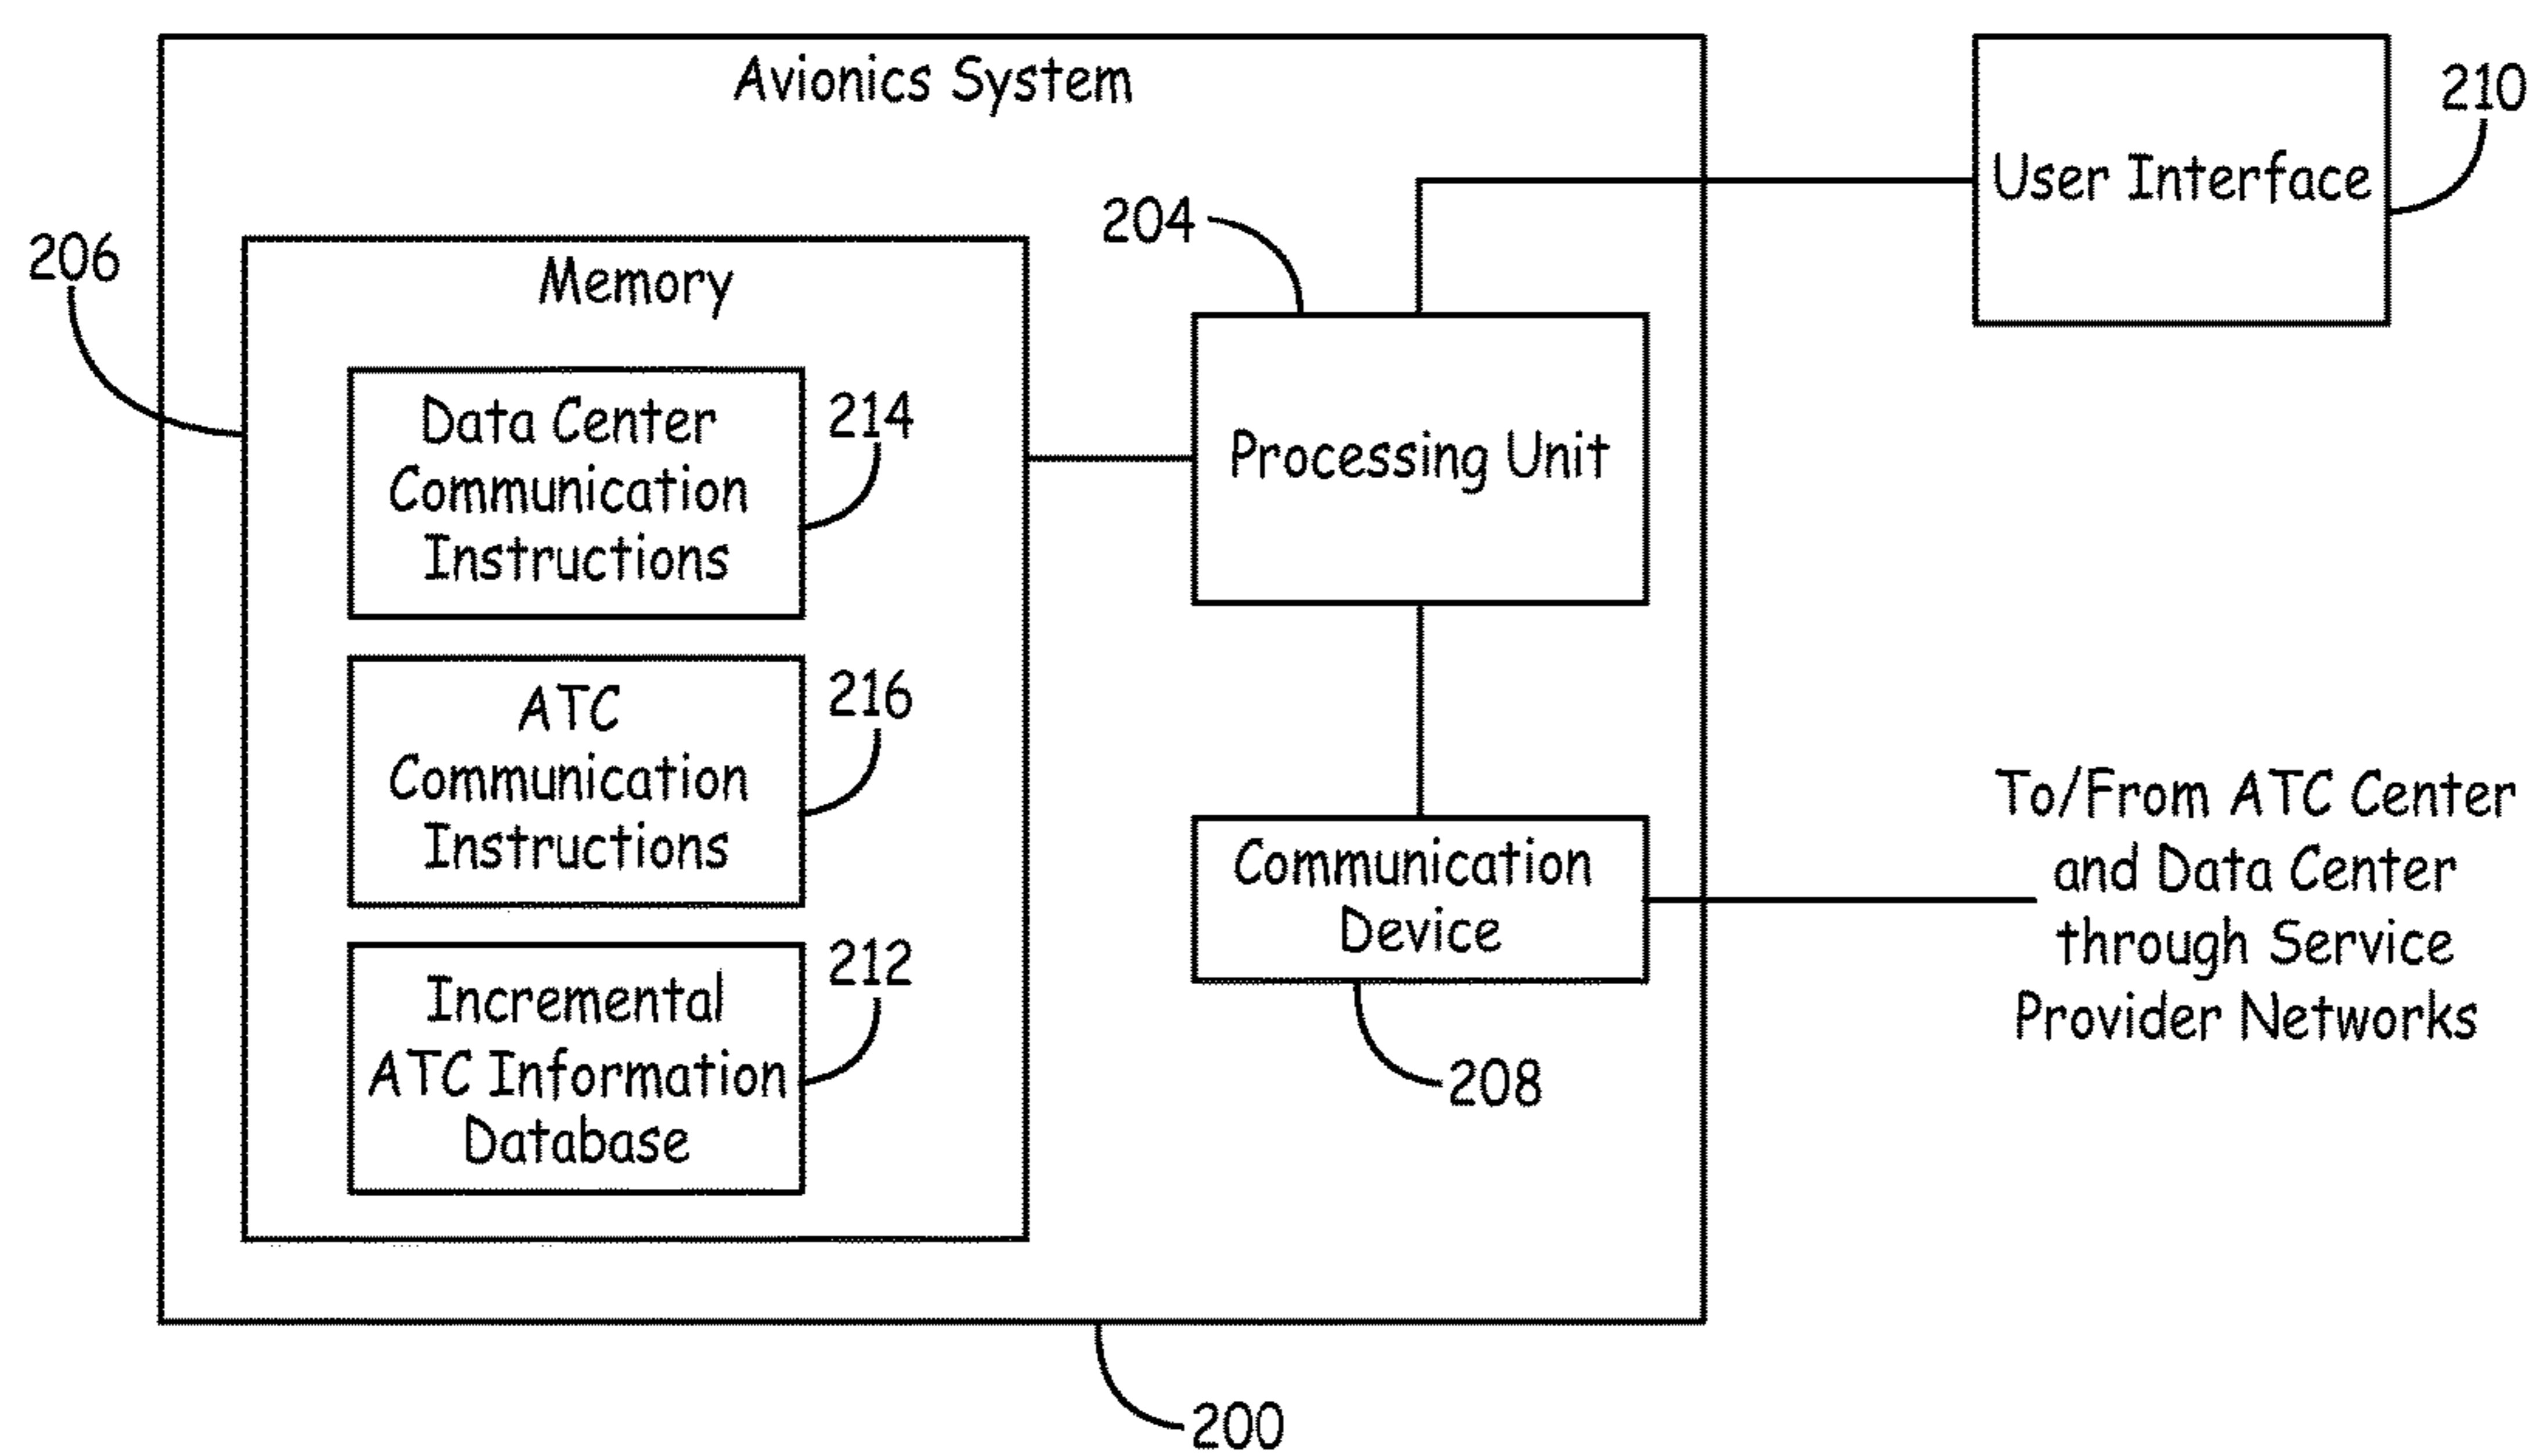 Avionics System
210
User Interface
204
206
Memory
Data Center
Communication
Instructions
214
Processing Unit
ATC
Communication
Instructions
216
Communication
Device
To/From ATC Center
and Data Center
through Service
Provider Networks
Incremental
ATC Information
Database
212
208
200